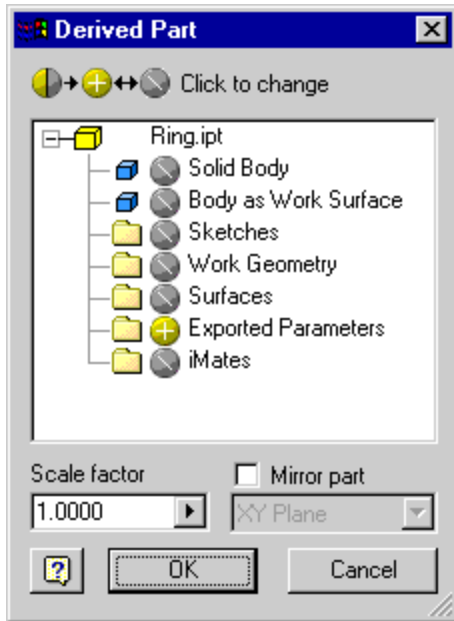 Derived Part
Click to change
Ring.ipt
Solid Body
Body as Work Surface
Sketches
Work Geometry
Surfaces
Exported Parameters
iMates
Scale factor
Mirror part
1.0000
XY Plane
OK
Cancel